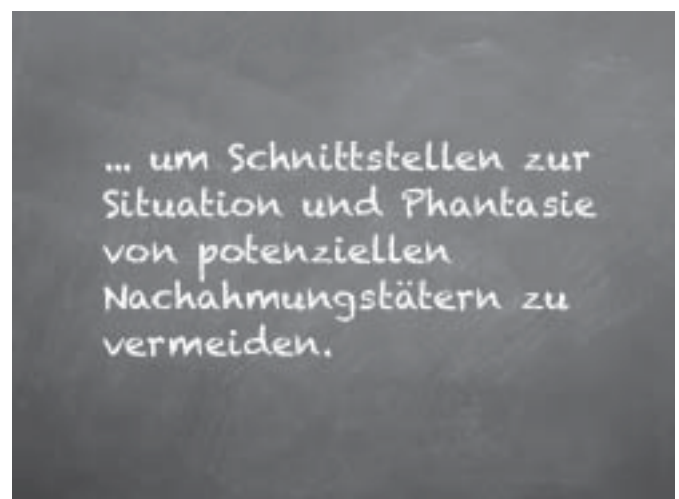 ... um Schnittstellen zur
Situation und Phantasie
von potenziellen
Nachahmungstätern zu
vermeiden.